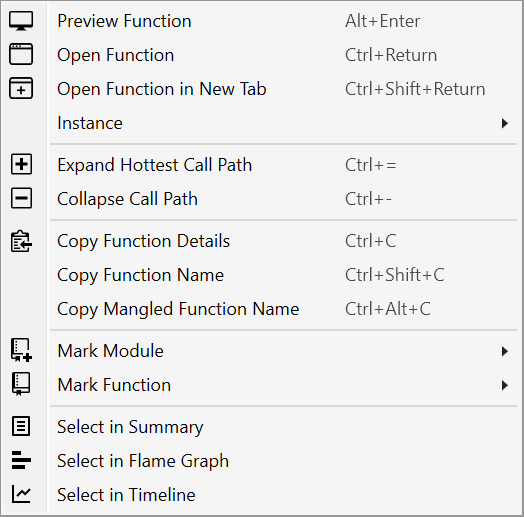 Preview Function Alt+Enter
Open Function Ctrl+Return
Open Function in New Tab Ctrl+Shift+Return
Instance
Expand Hottest Call Path Ctrl+=
Collapse Call Path Ctrl+-
Copy Function Details Ctrl+C
Copy Function Name Ctrl+Shift+C
Copy Mangled Function Name Ctrl+Alt+C
Mark Module
Mark Function
Select in Summary
Select in Flame Graph
Select in Timeline